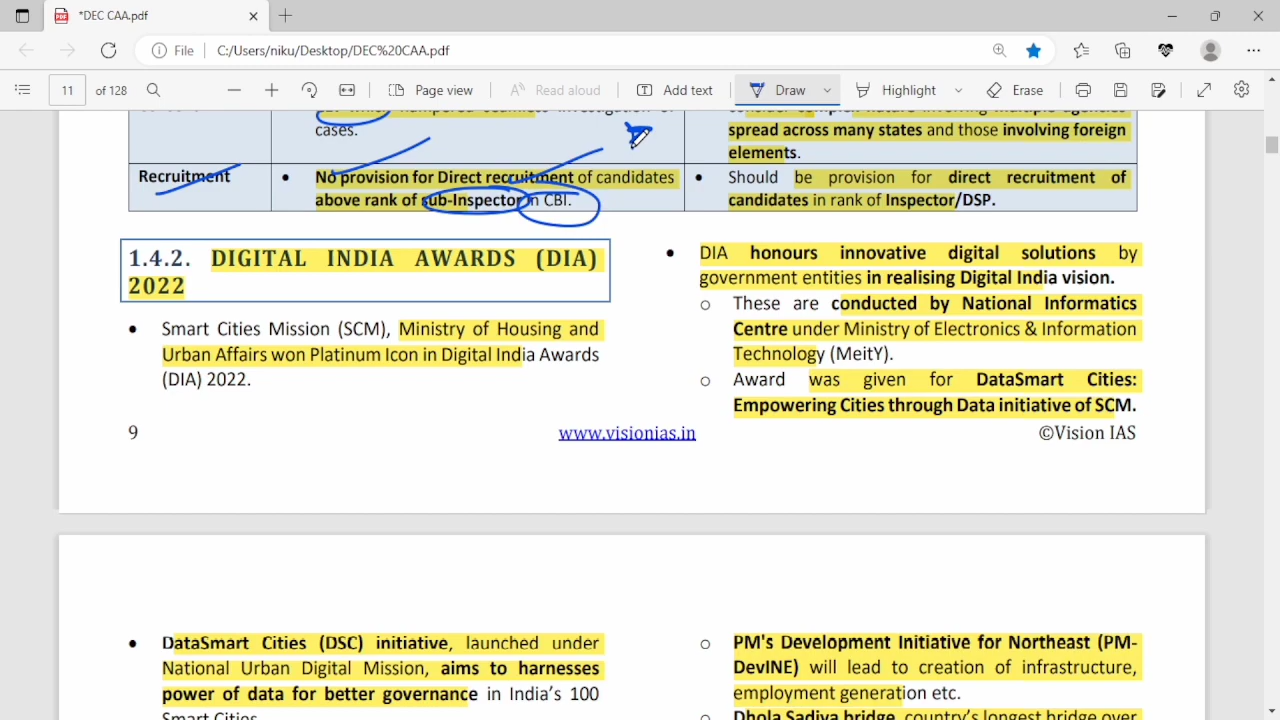 *DEC CAA.pdf
File
C:/Users/niku/Desktop/DEC%20CAA.pdf
11 of 128
Page view
Read aloud
Add text
Draw
Highlight
Erase
cases.
spread across many states and those involving foreign
elements.
Recruitment
• No provision for Direct recruitment of candidates
above rank of sub-Inspector in CBI.
• Should be provision for direct recruitment of
candidates in rank of Inspector/DSP.
1.4.2. DIGITAL INDIA AWARDS (DIA)
2022
• Smart Cities Mission (SCM), Ministry of Housing and
Urban Affairs won Platinum Icon in Digital India Awards
(DIA) 2022.
• DIA honours innovative digital solutions by
government entities in realising Digital India vision.
o These are conducted by National Informatics
Centre under Ministry of Electronics & Information
Technology (MeitY).
o Award was given for DataSmart Cities:
Empowering Cities through Data initiative of SCM.
9
www.visionias.in
©Vision IAS
• DataSmart Cities (DSC) initiative, launched under
National Urban Digital Mission, aims to harnesses
power of data for better governance in India's 100
Smart Cities
o PM's Development Initiative for Northeast (PM-
DevINE) will lead to creation of infrastructure,
employment generation etc.
o Dhola Sadiya bridge, country's longest bridge over